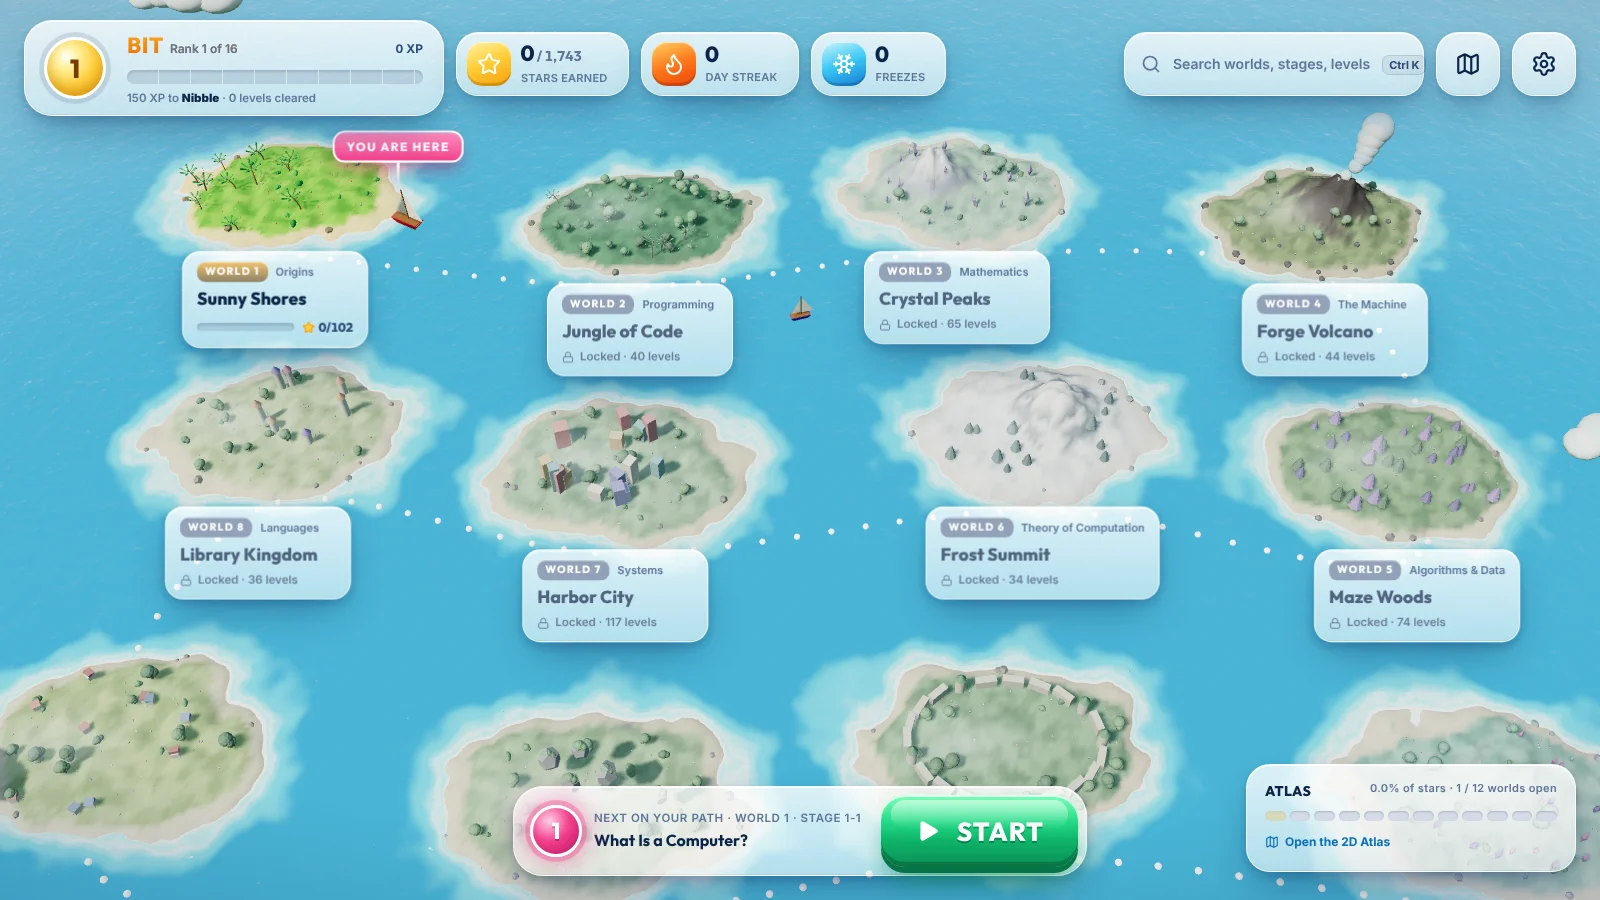 1
BIT Rank 1 of 16 0 XP
150 XP to Nibble · 0 levels cleared
0 / 1,743
STARS EARNED
0
DAY STREAK
0
FREEZES
Search worlds, stages, levels Ctrl K
YOU ARE HERE
WORLD 1 Origins
Sunny Shores
0/102
WORLD 2 Programming
Jungle of Code
Locked · 40 levels
WORLD 3 Mathematics
Crystal Peaks
Locked · 65 levels
WORLD 4 The Machine
Forge Volcano
Locked · 44 levels
WORLD 8 Languages
Library Kingdom
Locked · 36 levels
WORLD 7 Systems
Harbor City
Locked · 117 levels
WORLD 6 Theory of Computation
Frost Summit
Locked · 34 levels
WORLD 5 Algorithms & Data
Maze Woods
Locked · 74 levels
1
NEXT ON YOUR PATH · WORLD 1 · STAGE 1-1
What Is a Computer?
START
ATLAS 0.0% of stars · 1 / 12 worlds open
Open the 2D Atlas